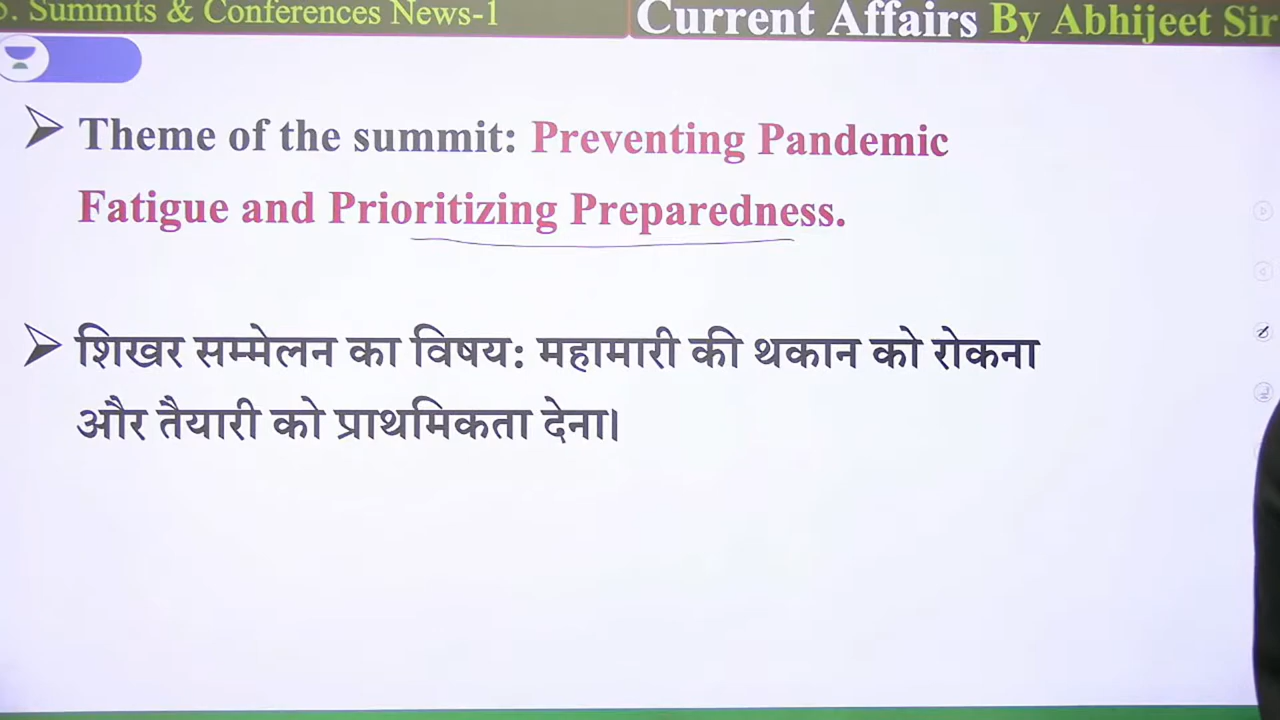 5. Summits & Conferences News-1
Current Affairs By Abhijeet Sir
Theme of the summit: Preventing Pandemic
Fatigue and Prioritizing Preparedness.
शिखर सम्मेलन का विषय: महामारी की थकान को रोकना
और तैयारी को प्राथमिकता देना।